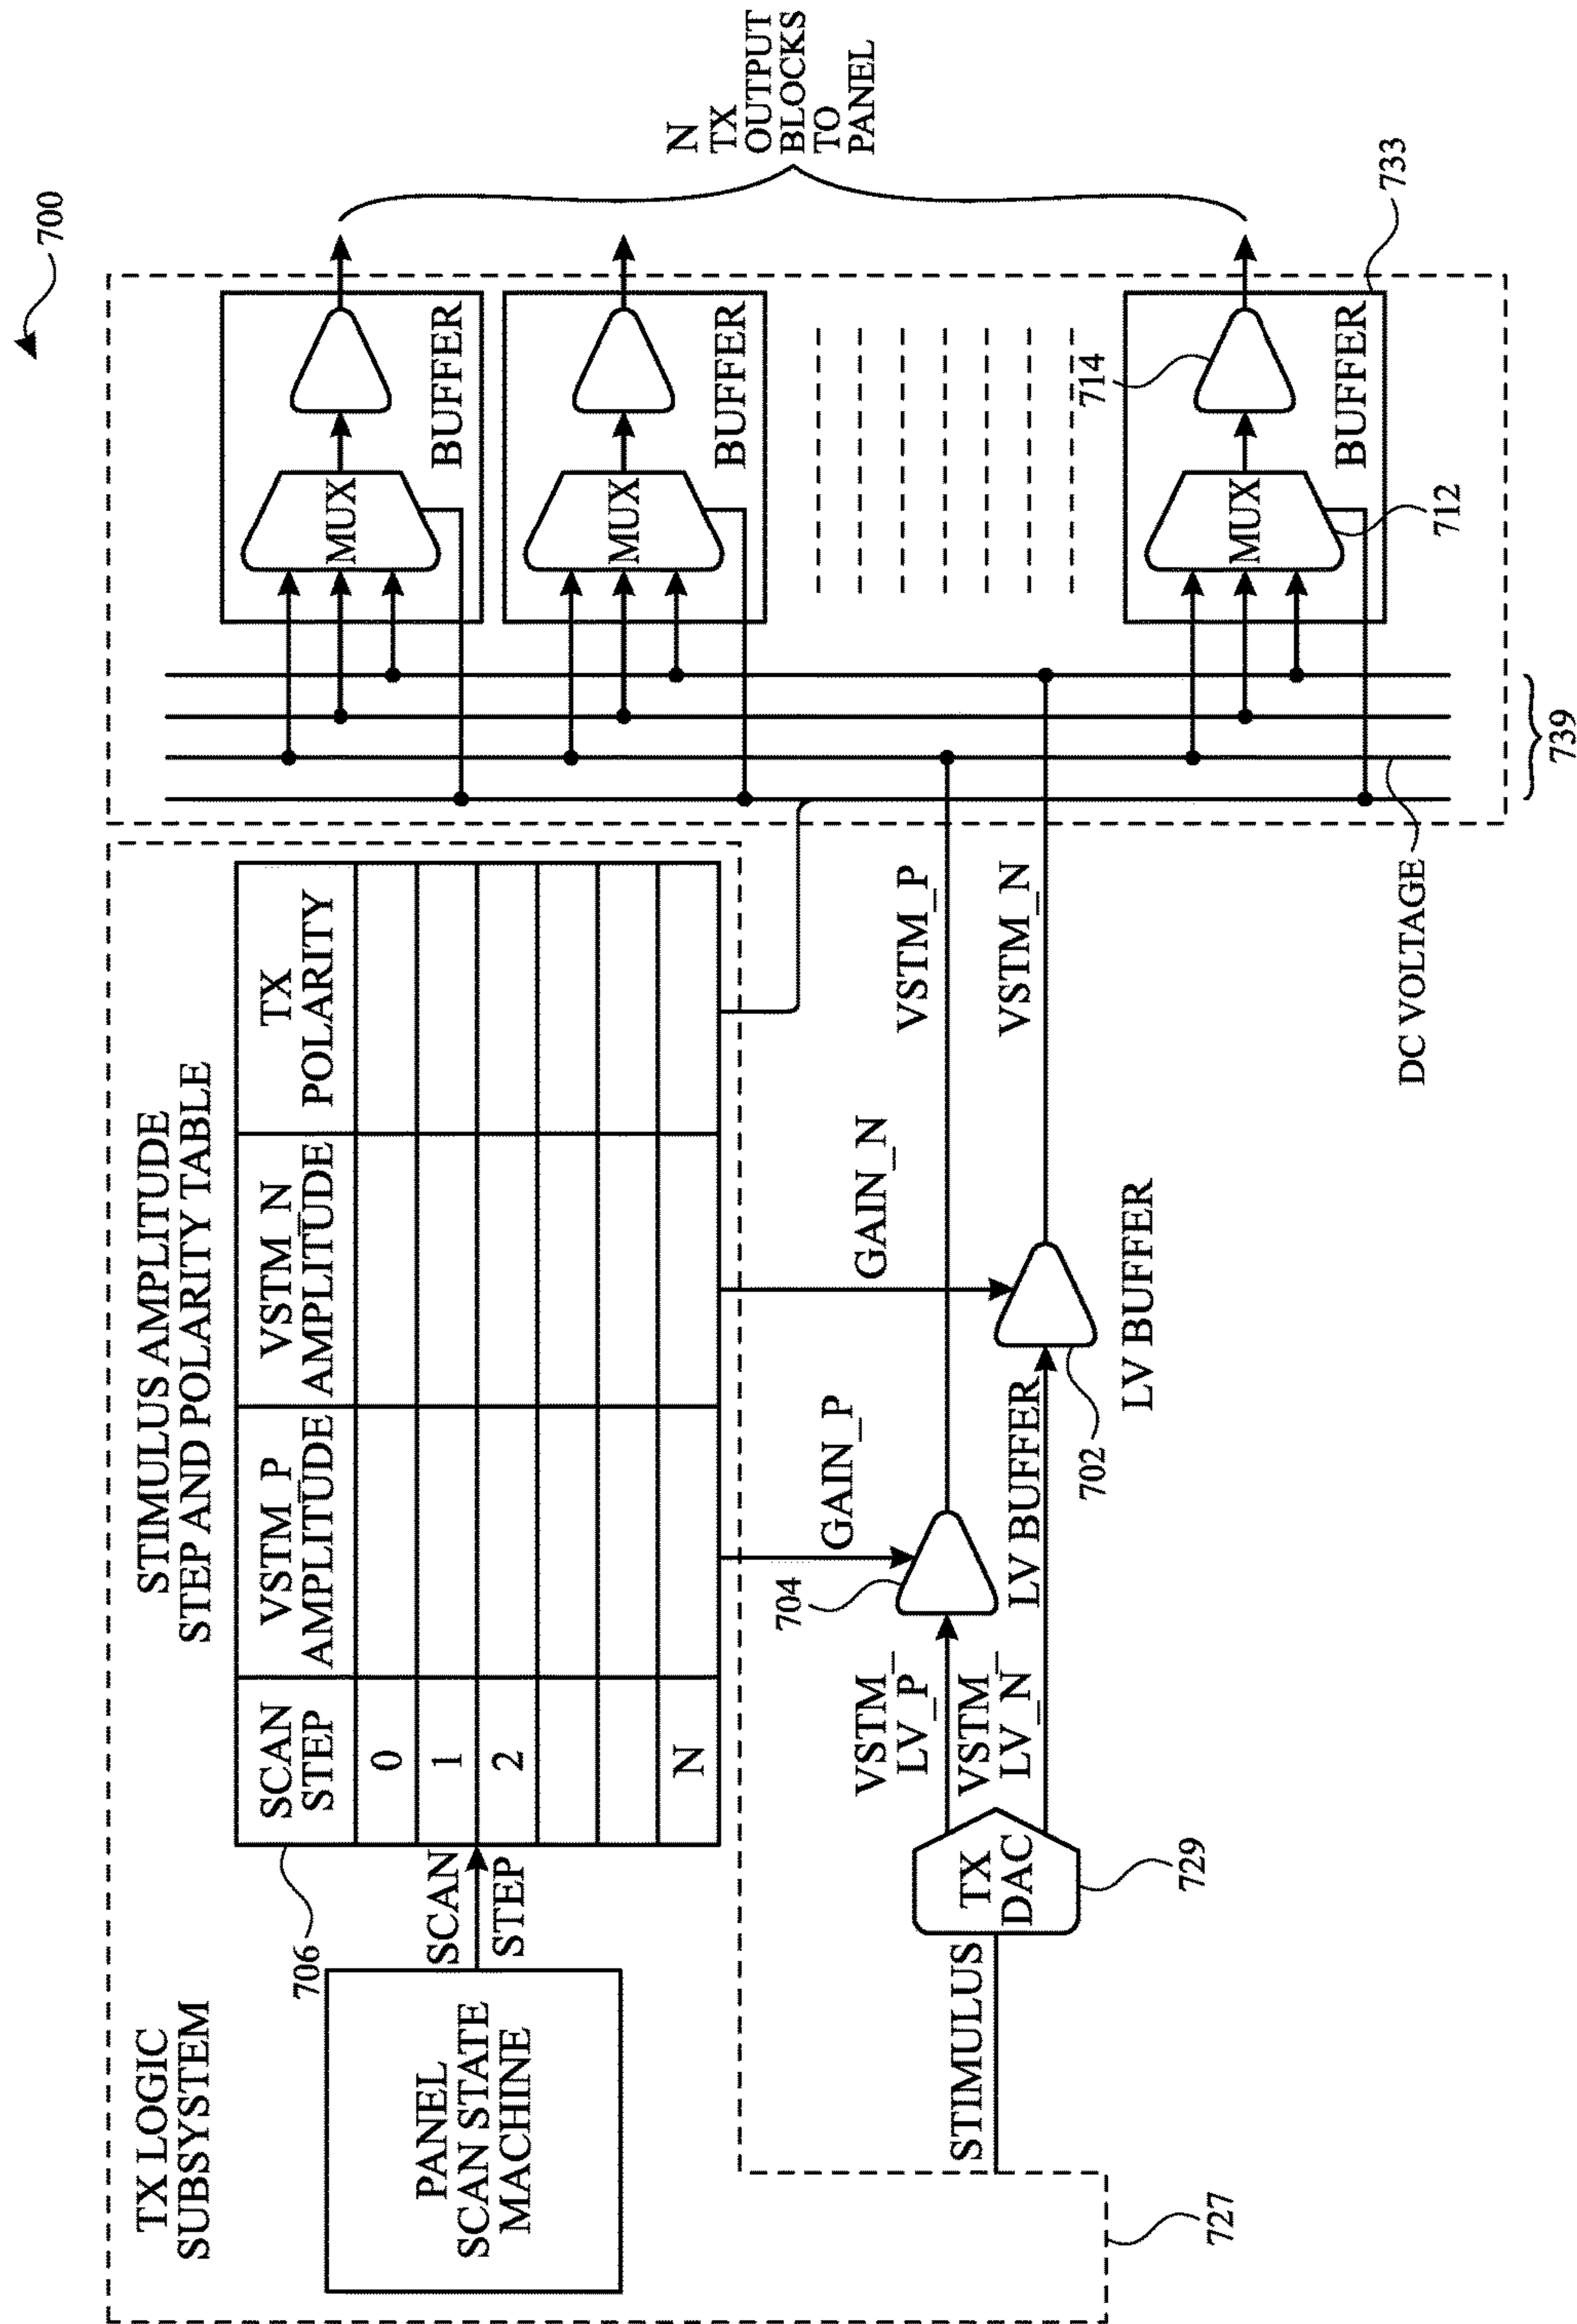 700
TX LOGIC
SUBSYSTEM
PANEL
SCAN STATE
MACHINE
SCAN
STEP
706
STIMULUS AMPLITUDE
STEP AND POLARITY TABLE
SCAN
STEP
VSTM_P
AMPLITUDE
VSTM_N
AMPLITUDE
TX
POLARITY
0
1
2
N
727
STIMULUS
TX
DAC
729
VSTM_
LV_P
VSTM_
LV_N
704
GAIN_P
LV BUFFER
702
GAIN_N
LV BUFFER
VSTM_P
VSTM_N
DC VOLTAGE
739
MUX
BUFFER
MUX
BUFFER
MUX
BUFFER
712
714
733
N
TX
OUTPUT
BLOCKS
TO
PANEL